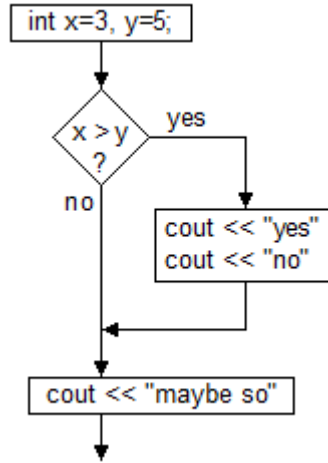 int x=3, y=5;
x > y
?
yes
no
cout << "yes"
cout << "no"
cout << "maybe so"